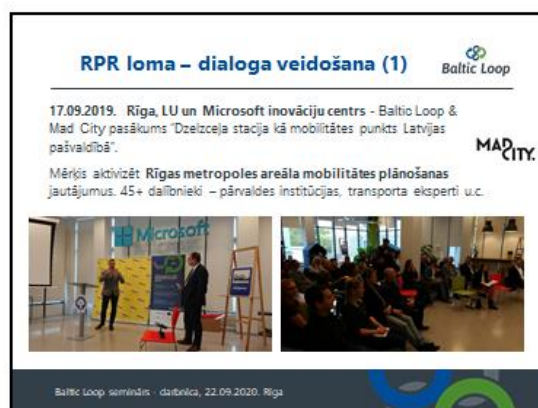 RPR loma – dialoga veidošana (1)
Baltic Loop
17.09.2019. Rīga, LU un Microsoft inovāciju centrs - Baltic Loop &
Mad City pasākums "Dzelzceļa stacija kā mobilitātes punkts Latvijas
pašvaldībā".
MAD
CITY.
Mērķis aktivizēt Rīgas metropoles areāla mobilitātes plānošanas
jautājumus. 45+ dalībnieki – pārvaldes institūcijas, transporta eksperti u.c.
Microsoft
Baltic Loop seminārs - darbnīca, 22.09.2020. Rīga